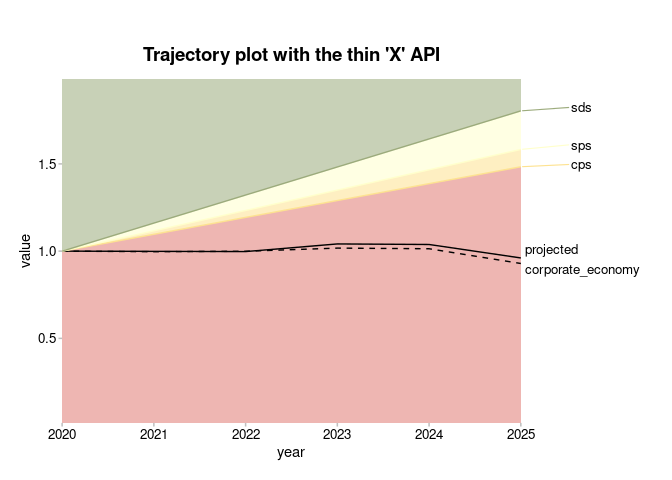 Trajectory plot with the thin 'X' API
sds
sps
cps
1.5
1.0
0.5
value
projected
corporate_economy
2020 2021 2022 2023 2024 2025
year